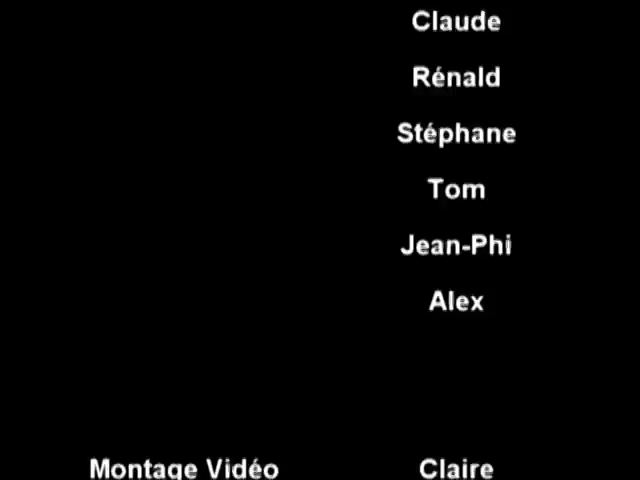 Claude
Rénald
Stéphane
Tom
Jean-Phi
Alex
Montage Vidéo Claire